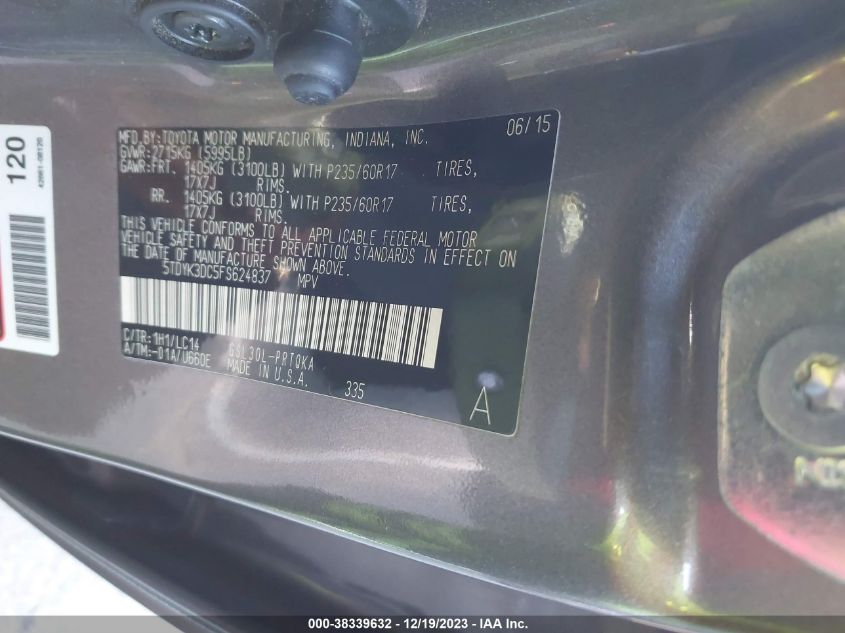 120
42661-08120
MFD.BY:TOYOTA MOTOR MANUFACTURING, INDIANA, INC. 06/15
GVWR:2715KG (5995LB)
GAWR:FRT. 1405KG (3100LB) WITH P235/60R17 TIRES,
17X7J RIMS.
RR. 1405KG (3100LB) WITH P235/60R17 TIRES,
17X7J RIMS.
THIS VEHICLE CONFORMS TO ALL APPLICABLE FEDERAL MOTOR
VEHICLE SAFETY AND THEFT PREVENTION STANDARDS IN EFFECT ON
THE DATE OF MANUFACTURE SHOWN ABOVE.
5TDYK3DC5FS624837 MPV
C/TR:1H1/LC14 GSL30L-PRTQKA
A/TM:-01A/U660E MADE IN U.S.A. 335
A
000-38339632 - 12/19/2023 - IAA Inc.